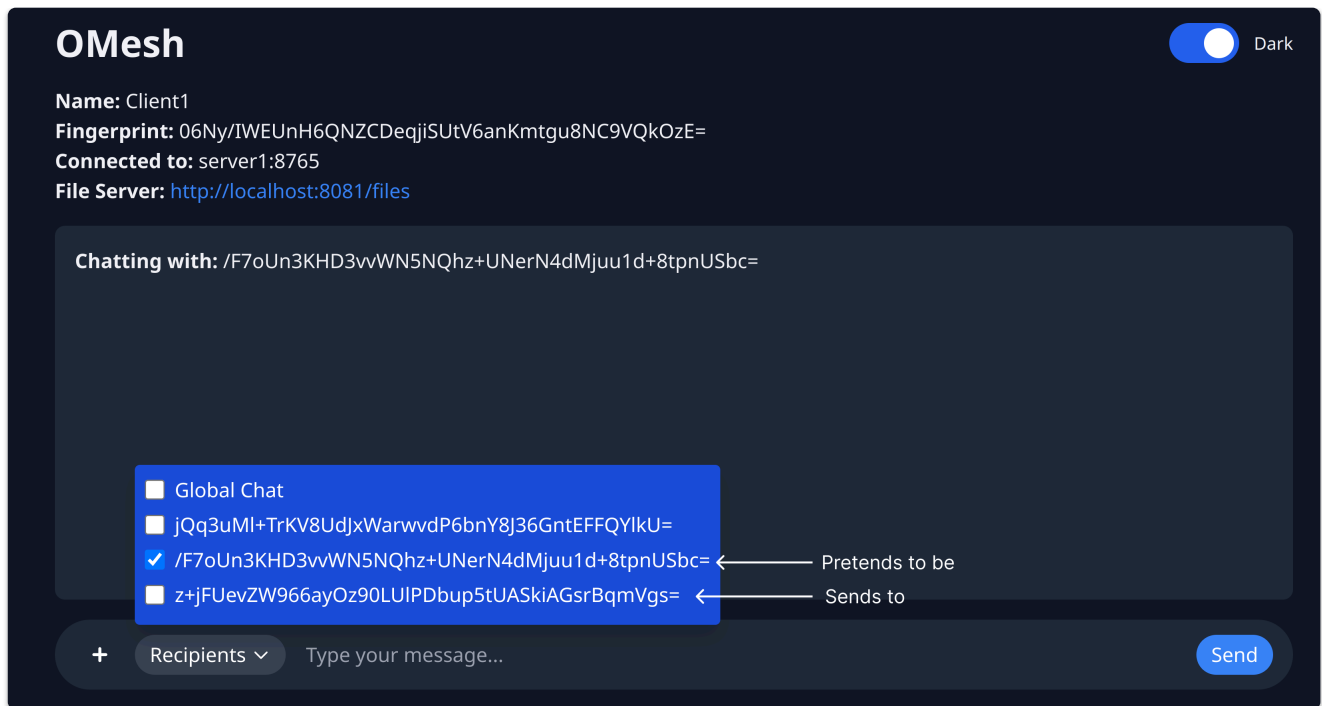 OMesh
Dark
Name: Client1
Fingerprint: 06Ny/IWEUnH6QNZCDeqjiSUtV6anKmtgu8NC9VQkOzE=
Connected to: server1:8765
File Server: http://localhost:8081/files
Chatting with: /F7oUn3KHD3vvWN5NQhz+UNerN4dMjuu1d+8tpnUSbc=
Global Chat
jQq3uMl+TrKV8UdJxWarwvdP6bnY8J36GntEFFQYlkU=
/F7oUn3KHD3vvWN5NQhz+UNerN4dMjuu1d+8tpnUSbc=
Pretends to be
z+jFUevZW966ayOz90LUlPDbup5tUASkiAGsrBqmVgs=
Sends to
Recipients
Type your message...
Send